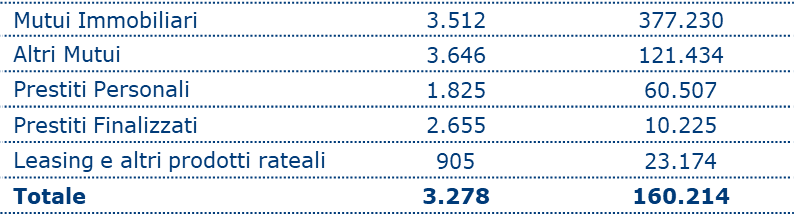 Mutui Immobiliari 3.512 377.230
Altri Mutui 3.646 121.434
Prestiti Personali 1.825 60.507
Prestiti Finalizzati 2.655 10.225
Leasing e altri prodotti rateali 905 23.174
Totale 3.278 160.214